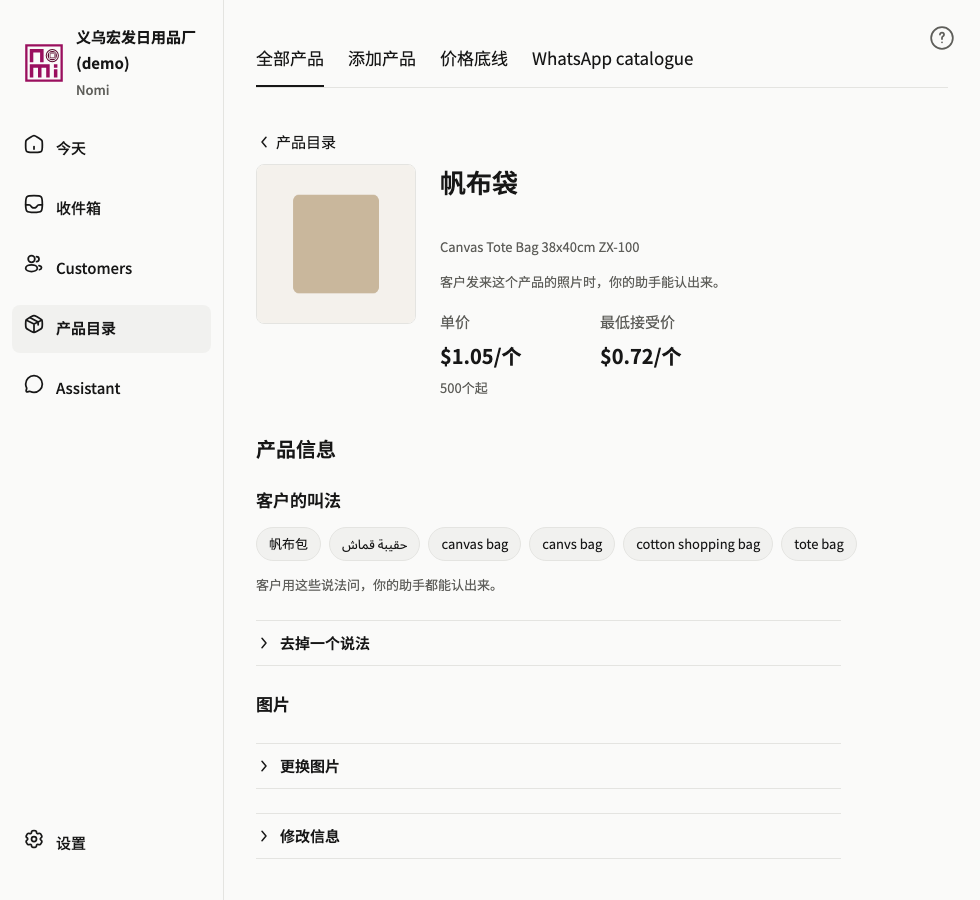 义乌宏发日用品厂
(demo)
Nomi
今天
收件箱
Customers
产品目录
Assistant
设置
全部产品 添加产品 价格底线 WhatsApp catalogue
?
产品目录
帆布袋
Canvas Tote Bag 38x40cm ZX-100
客户发来这个产品的照片时，你的助手能认出来。
单价 最低接受价
$1.05/个 $0.72/个
500个起
产品信息
客户的叫法
帆布包 حقيبة قماش canvas bag canvs bag cotton shopping bag tote bag
客户用这些说法问，你的助手都能认出来。
去掉一个说法
图片
更换图片
修改信息